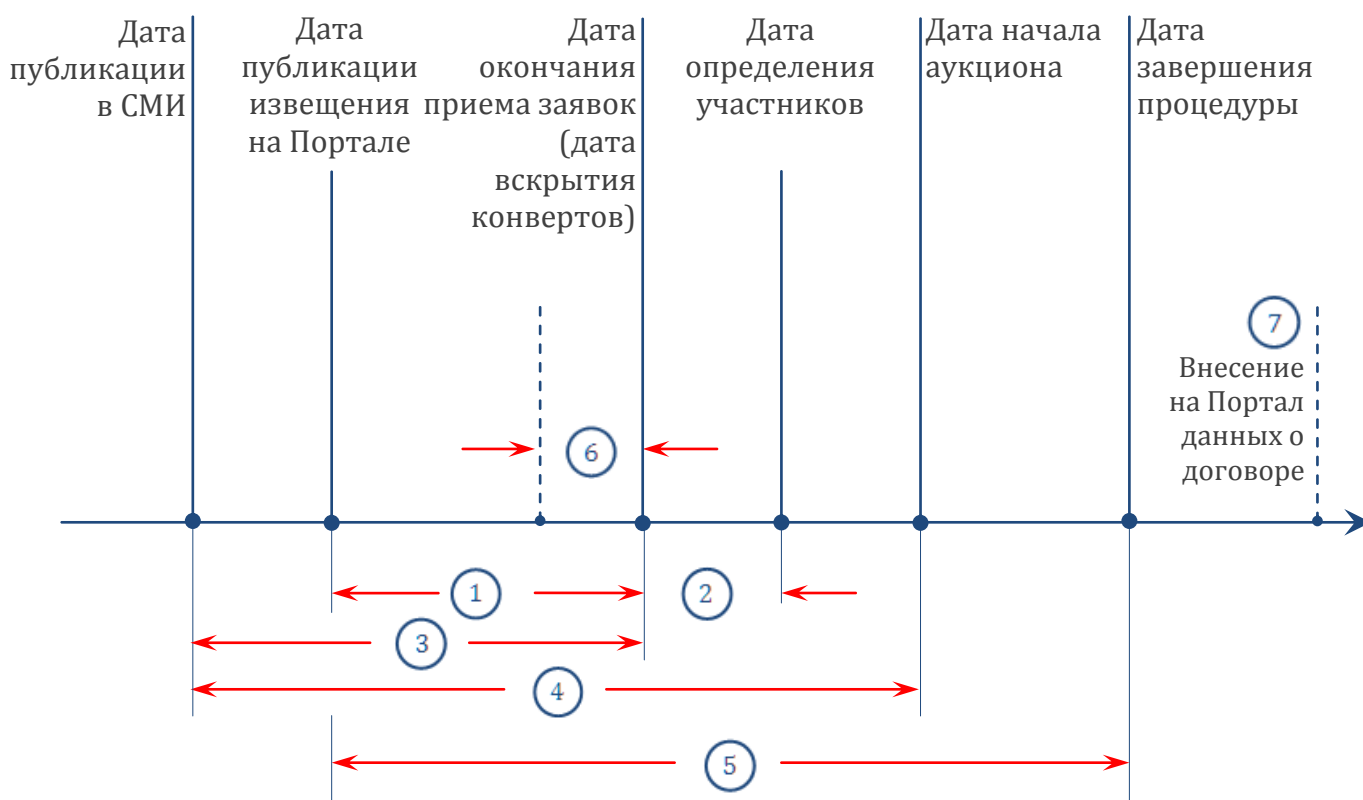 Дата
публикации
в СМИ
Дата
публикации
извещения
на Портале
Дата
окончания
приема заявок
(дата
вскрытия
конвертов)
Дата
определения
участников
Дата начала
аукциона
Дата
завершения
процедуры
7
Внесение
на Портал
данных о
договоре
6
1
2
3
4
5